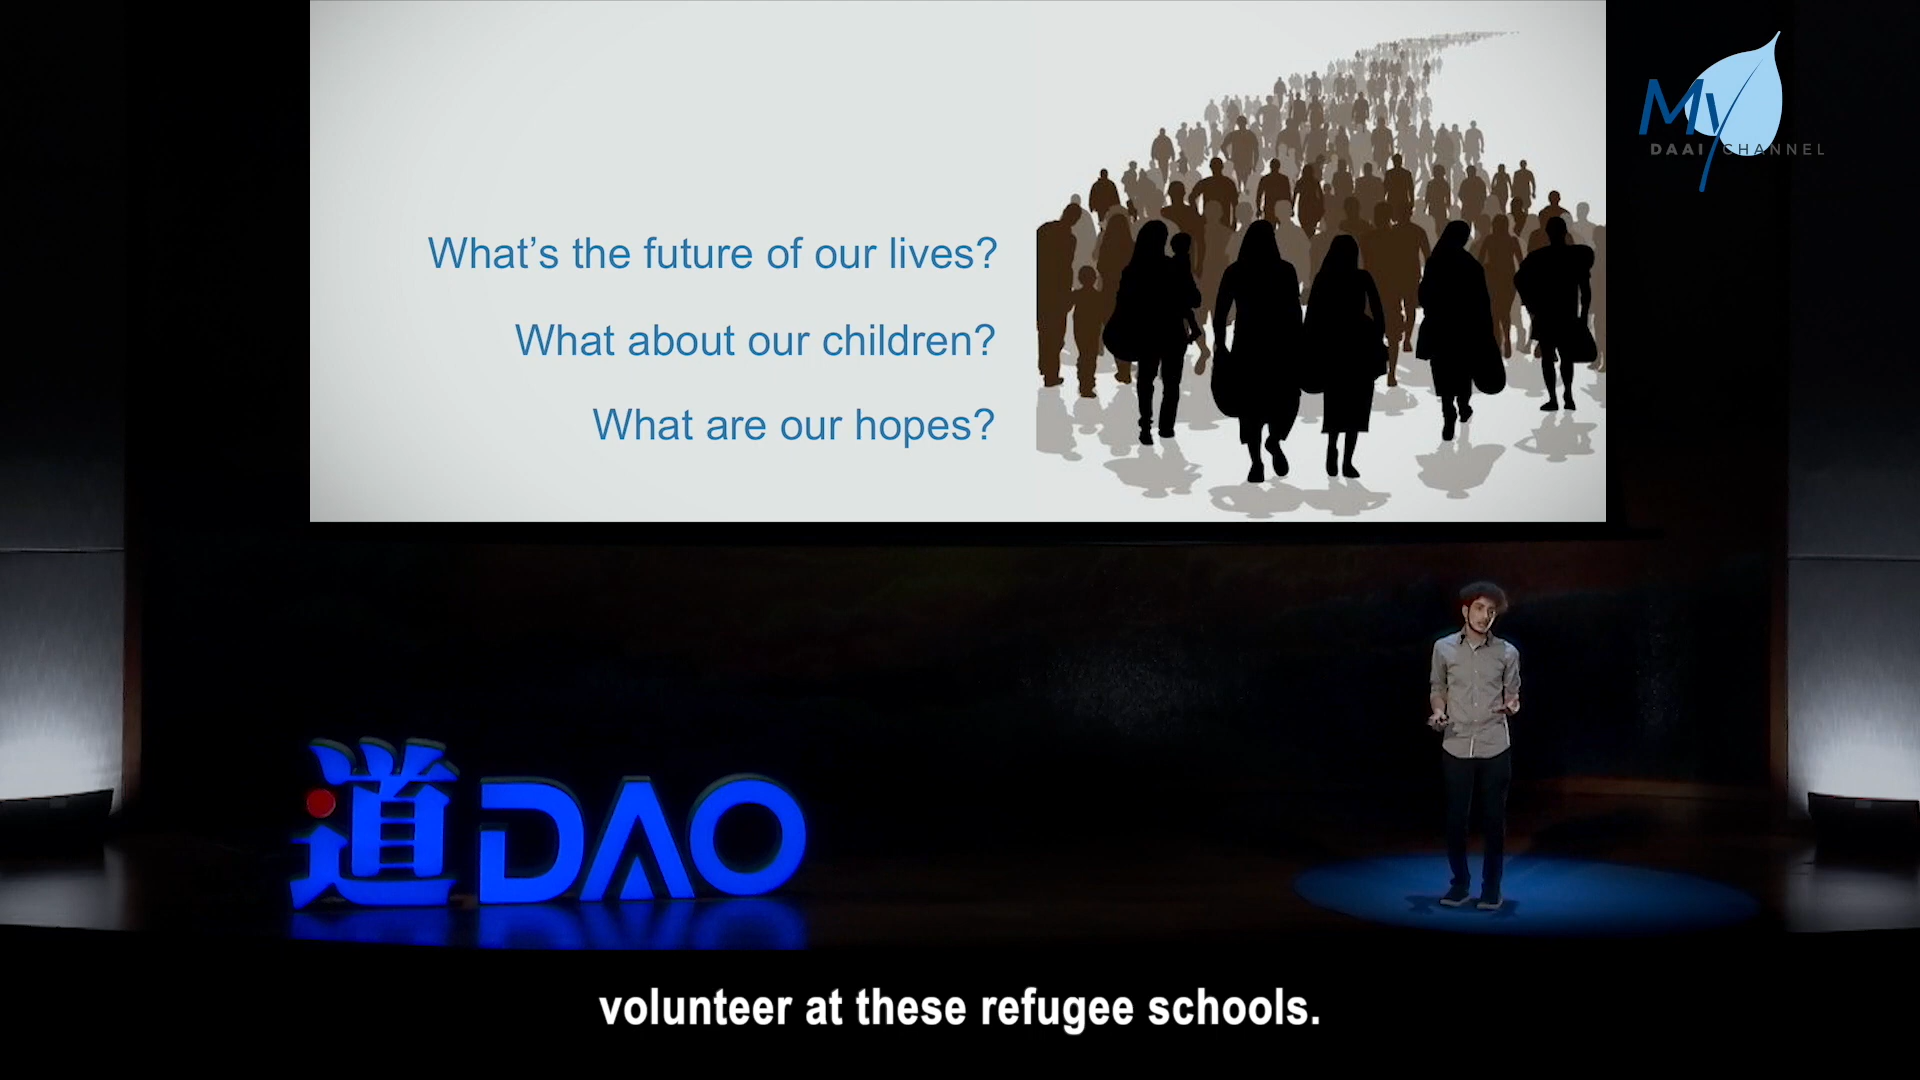 What's the future of our lives?
What about our children?
What are our hopes?
My
DAAI CHANNEL
道DAO
volunteer at these refugee schools.